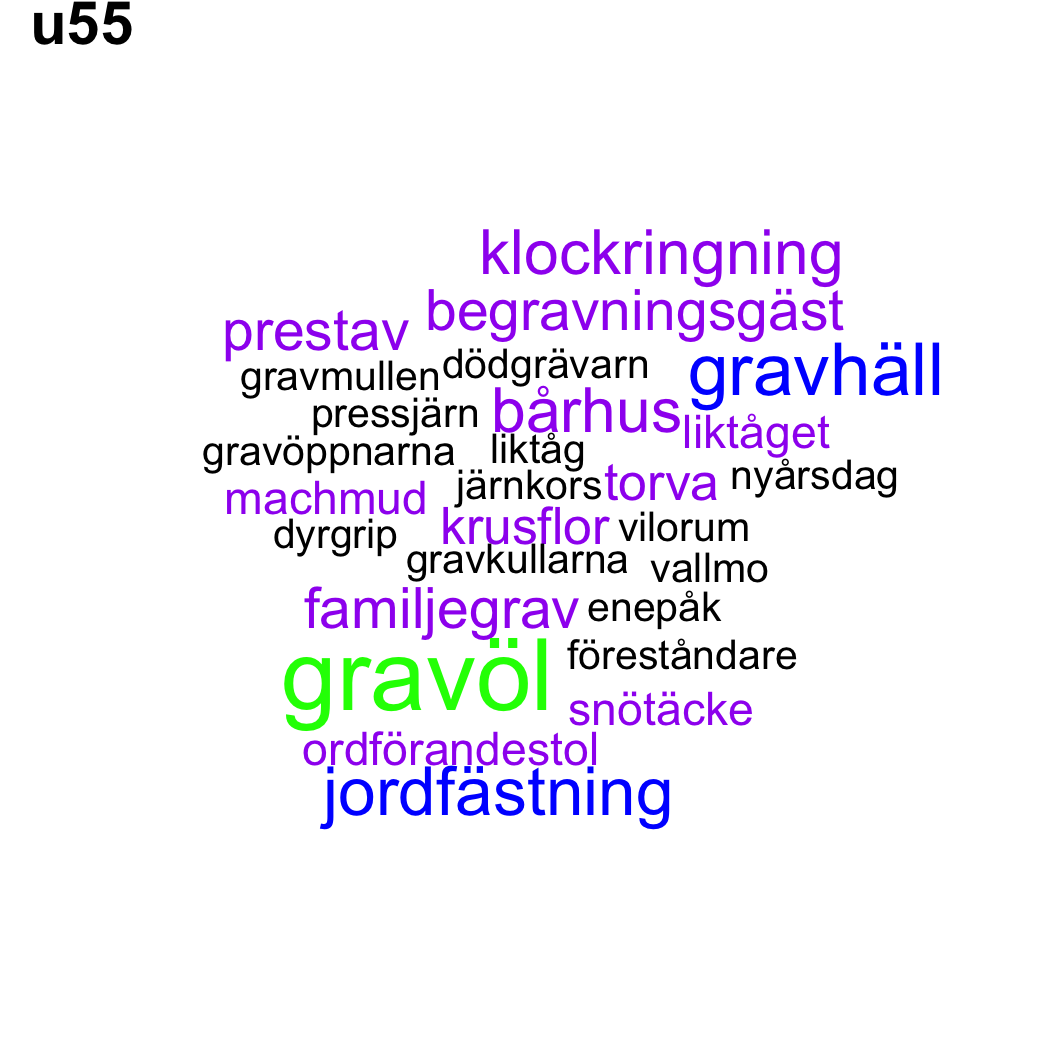 u55
klockringning
begravningsgäst
prestav
dödgrävarn
gravhäll
gravmullen
pressjärn
bårhus
liktåget
gravöppnarna
liktåg
nyårsdag
järnkors
torva
machmud
krusflor
vilorum
dyrgrip
gravkullarna
vallmo
familjegrav
enepåk
gravöl
föreståndare
snötäcke
ordförandestol
jordfästning